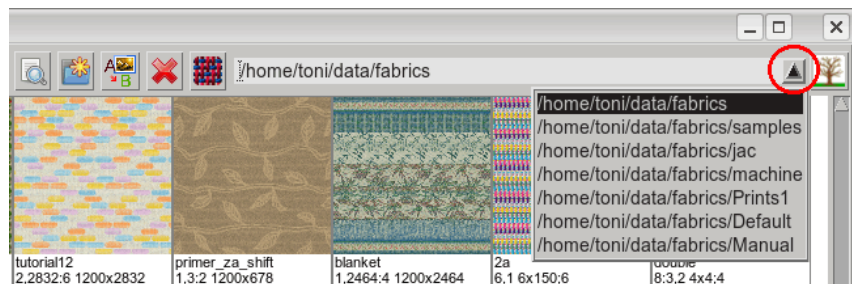 A
B
/home/toni/data/fabrics
/home/toni/data/fabrics
/home/toni/data/fabrics/samples
/home/toni/data/fabrics/jac
/home/toni/data/fabrics/machine
/home/toni/data/fabrics/Prints1
/home/toni/data/fabrics/Default
/home/toni/data/fabrics/Manual
tutorial12
2,2832:6 1200x2832
primer_za_shift
1,3:2 1200x678
blanket
1,2464:4 1200x2464
2a
6,1 6x150;6
double
8:3,2 4x4;4